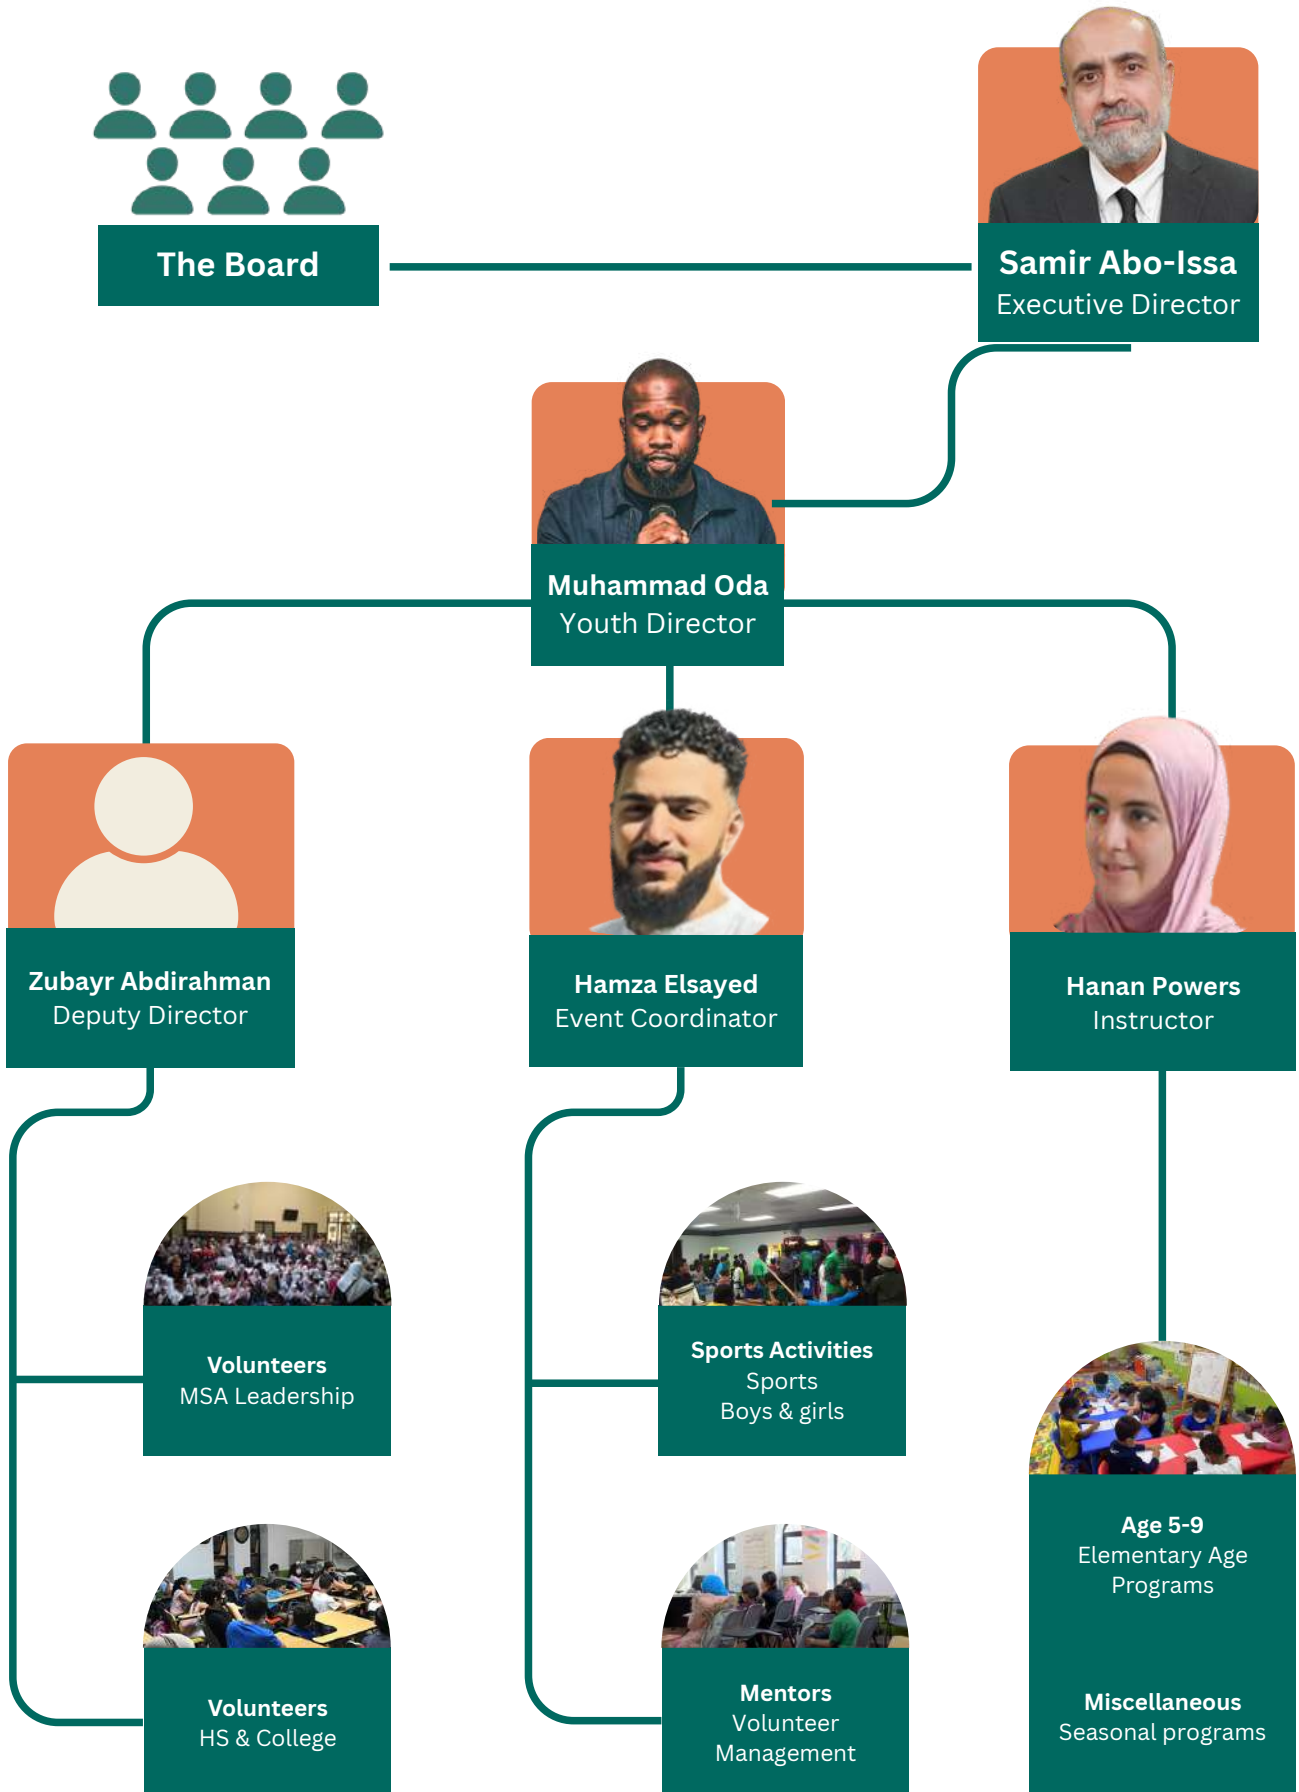 The Board
Samir Abo-Issa
Executive Director
Muhammad Oda
Youth Director
Zubayr Abdirahman
Deputy Director
Hamza Elsayed
Event Coordinator
Hanan Powers
Instructor
Volunteers
MSA Leadership
Sports Activities
Sports
Boys & girls
Age 5-9
Elementary Age
Programs
Volunteers
HS & College
Mentors
Volunteer
Management
Miscellaneous
Seasonal programs